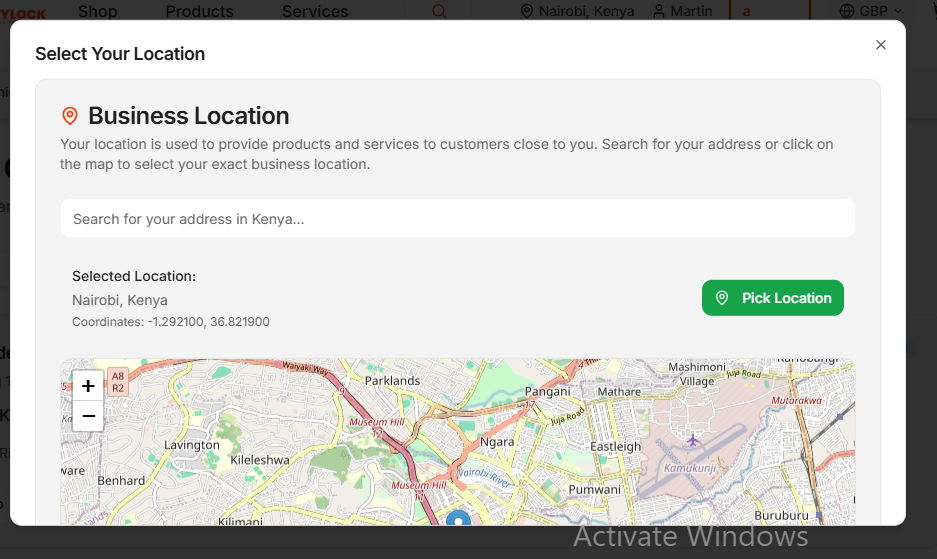 YLOCK Shop Products Services Nairobi, Kenya Martin a GBP
Select Your Location
Business Location
Your location is used to provide products and services to customers close to you. Search for your address or click on
the map to select your exact business location.
Search for your address in Kenya...
Selected Location:
Nairobi, Kenya
Coordinates: -1.292100, 36.821900
Pick Location
+
−
A8
R2
Waiyaki Way
Parklands
Museum Hill
Pangani
Mathare
Mashimoni
Village
Juja Road
Juja Road
Mutarakwa
Lavington
Kileleshwa
Ngara
Eastleigh
Kamukunji
Benhard
Museum Hill
Nairobi River
Pumwani
Kilimani
Buruburu
Activate Windows